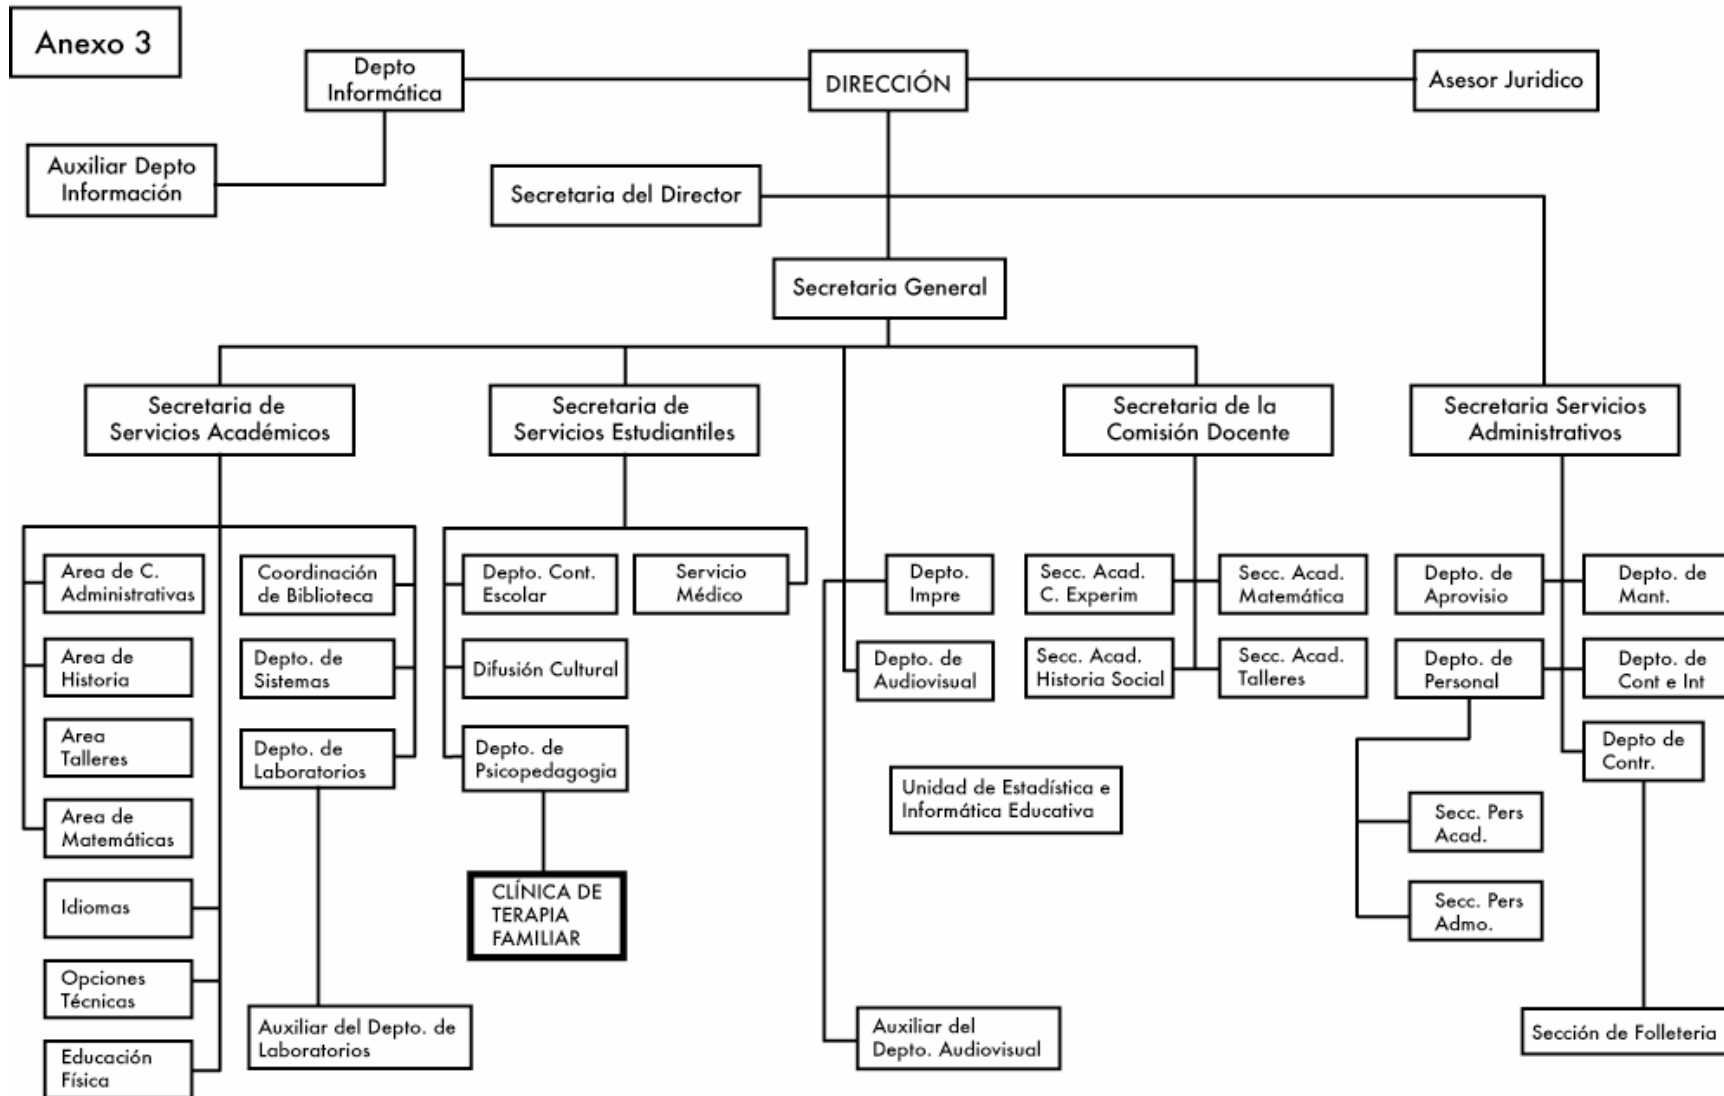 Anexo 3
Depto
Informática
DIRECCIÓN
Asesor Juridico
Auxiliar Depto
Información
Secretaria del Director
Secretaria General
Secretaria de
Servicios Académicos
Secretaria de
Servicios Estudiantiles
Secretaria de la
Comisión Docente
Secretaria Servicios
Administrativos
Area de C.
Administrativas
Coordinación
de Biblioteca
Depto. Cont.
Escolar
Servicio
Médico
Depto.
Impre
Secc. Acad.
C. Experim
Secc. Acad.
Matemática
Depto. de
Aprovisio
Depto. de
Mant.
Area de
Historia
Depto. de
Sistemas
Difusión Cultural
Depto. de
Audiovisual
Secc. Acad.
Historia Social
Secc. Acad.
Talleres
Depto. de
Personal
Depto. de
Cont e Int
Area
Talleres
Depto. de
Laboratorios
Depto. de
Psicopedagogia
Unidad de Estadística e
Informática Educativa
Depto de
Contr.
Area de
Matemáticas
Secc. Pers
Acad.
Idiomas
CLÍNICA DE
TERAPIA
FAMILIAR
Secc. Pers
Admo.
Opciones
Técnicas
Auxiliar del Depto. de
Laboratorios
Auxiliar del
Depto. Audiovisual
Sección de Folleteria
Educación
Física